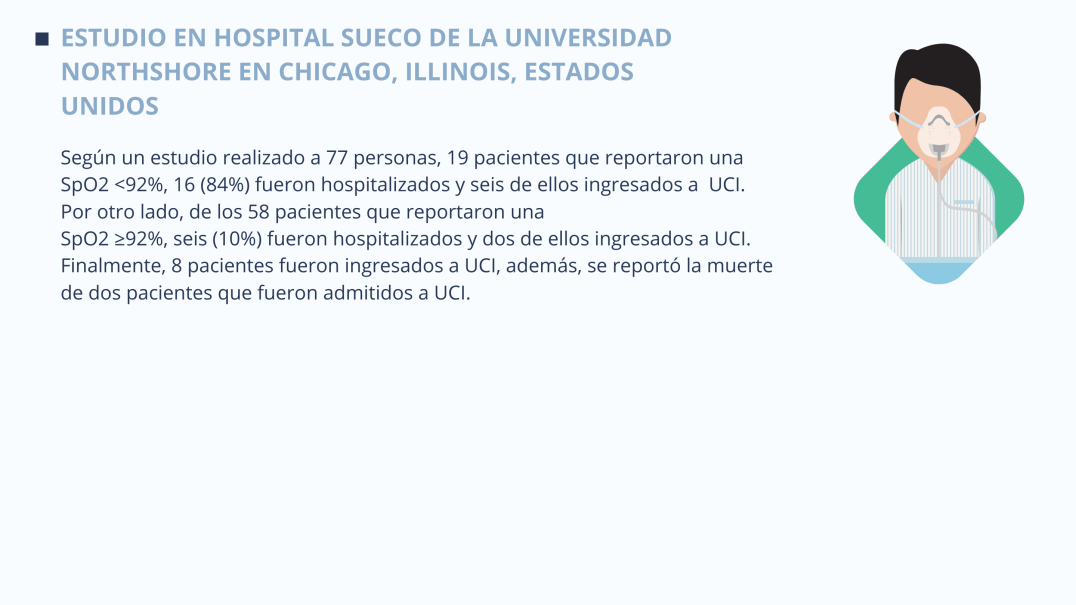 ESTUDIO EN HOSPITAL SUECO DE LA UNIVERSIDAD
NORTHSHORE EN CHICAGO, ILLINOIS, ESTADOS
UNIDOS
Según un estudio realizado a 77 personas, 19 pacientes que reportaron una
SpO2 <92%, 16 (84%) fueron hospitalizados y seis de ellos ingresados a  UCI.
Por otro lado, de los 58 pacientes que reportaron una
SpO2 ≥92%, seis (10%) fueron hospitalizados y dos de ellos ingresados a UCI.
Finalmente, 8 pacientes fueron ingresados a UCI, además, se reportó la muerte
de dos pacientes que fueron admitidos a UCI.